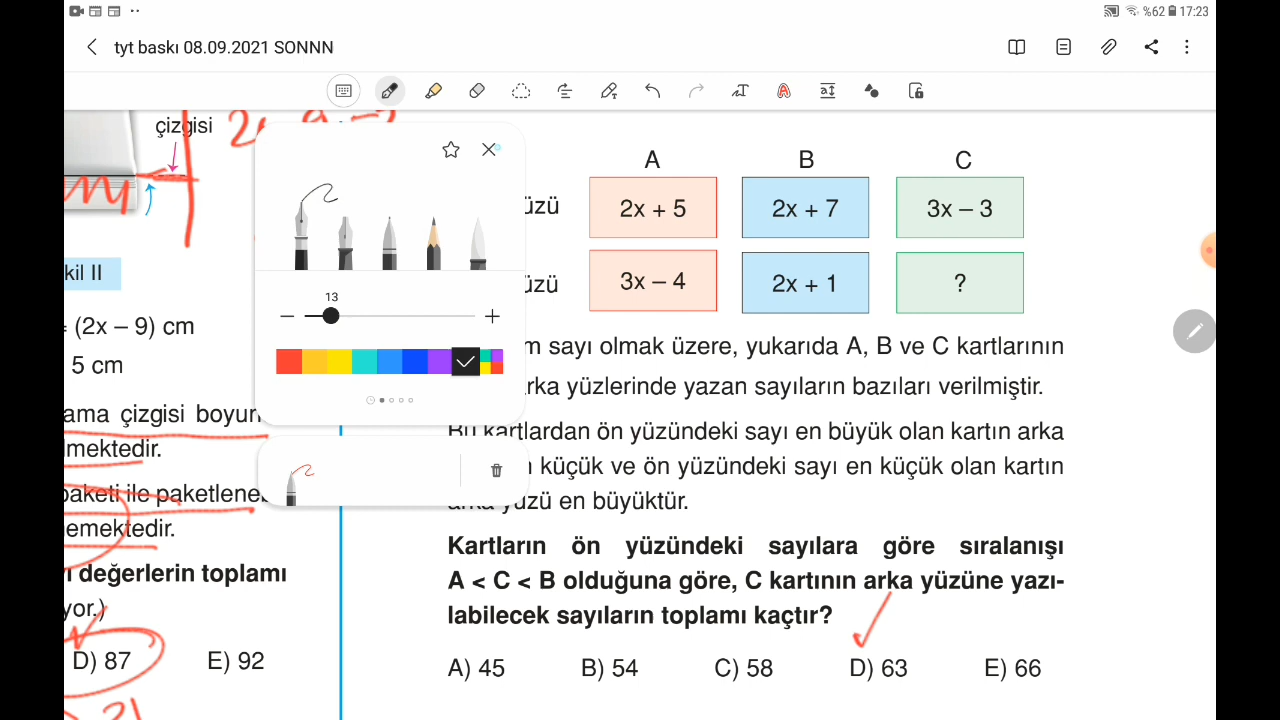 %62 17:23
tyt baskı 08.09.2021 SONNN
çizgisi
kil II
= (2x – 9) cm
5 cm
ama çizgisi boyun
lmektedir.
paketi ile paketlene
emektedir.
değerlerin toplamı
yor.)
D) 87 E) 92
13
A B C
üzü 2x + 5 2x + 7 3x – 3
üzü 3x – 4 2x + 1 ?
m sayı olmak üzere, yukarıda A, B ve C kartlarının
rka yüzlerinde yazan sayıların bazıları verilmiştir.
Bu kartlardan ön yüzündeki sayı en büyük olan kartın arka
n küçük ve ön yüzündeki sayı en küçük olan kartın
arka yüzü en büyüktür.
Kartların ön yüzündeki sayılara göre sıralanışı
A < C < B olduğuna göre, C kartının arka yüzüne yazı-
labilecek sayıların toplamı kaçtır?
A) 45 B) 54 C) 58 D) 63 E) 66